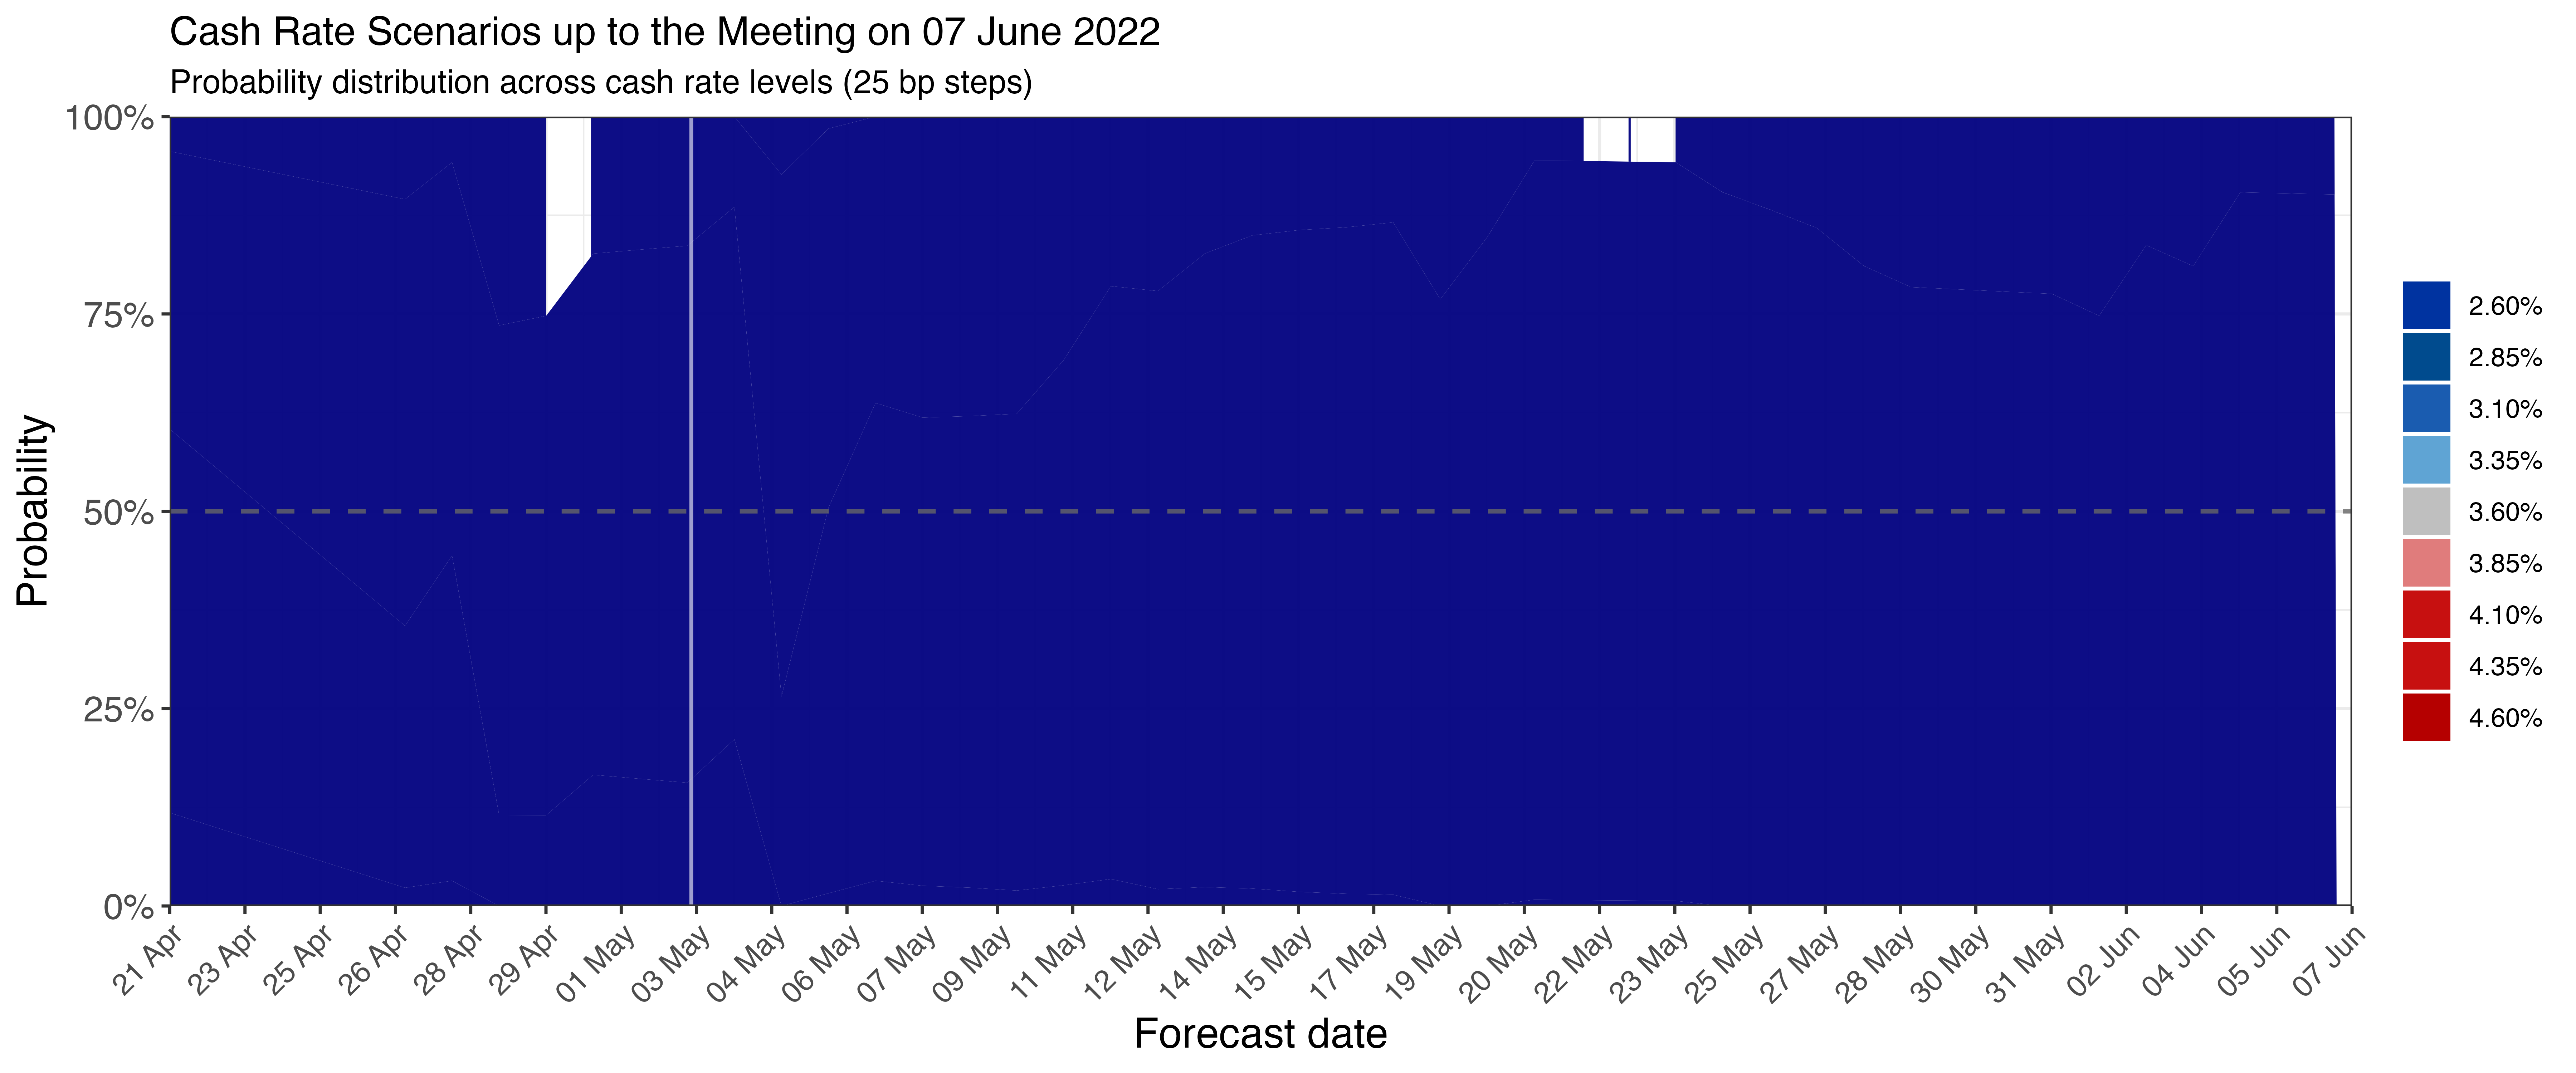 Cash Rate Scenarios up to the Meeting on 07 June 2022
Probability distribution across cash rate levels (25 bp steps)
100%
75%
50%
25%
0%
Probability
21 Apr
23 Apr
25 Apr
26 Apr
28 Apr
29 Apr
01 May
03 May
04 May
06 May
07 May
09 May
11 May
12 May
14 May
15 May
17 May
19 May
20 May
22 May
23 May
25 May
27 May
28 May
30 May
31 May
02 Jun
04 Jun
05 Jun
07 Jun
Forecast date
2.60%
2.85%
3.10%
3.35%
3.60%
3.85%
4.10%
4.35%
4.60%